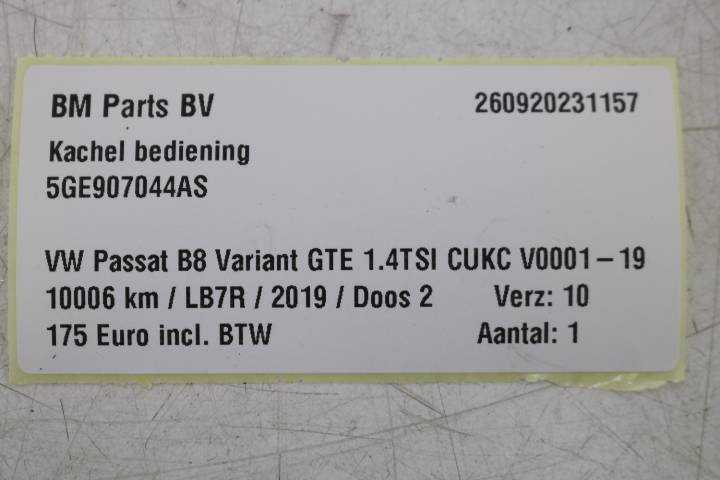 BM Parts BV 260920231157
Kachel bediening
5GE907044AS
VW Passat B8 Variant GTE 1.4TSI CUKC V0001-19
10006 km / LB7R / 2019 / Doos 2 Verz: 10
175 Euro incl. BTW Aantal: 1